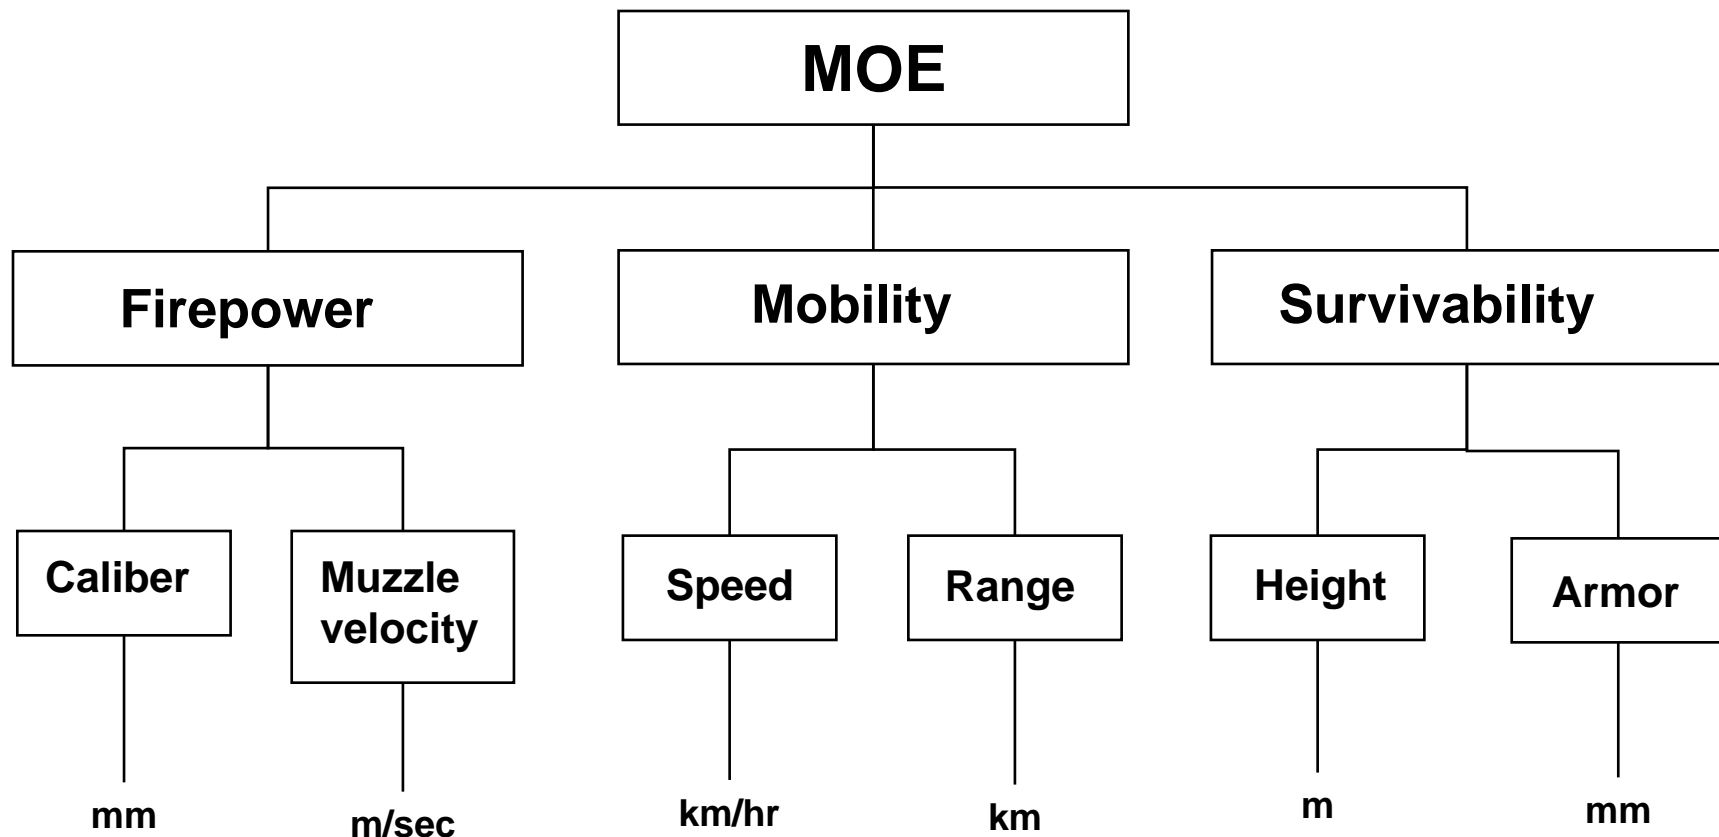 MOE
Firepower
Mobility
Survivability
Caliber
Muzzle
velocity
Speed
Range
Height
Armor
mm
m/sec
km/hr
km
m
mm